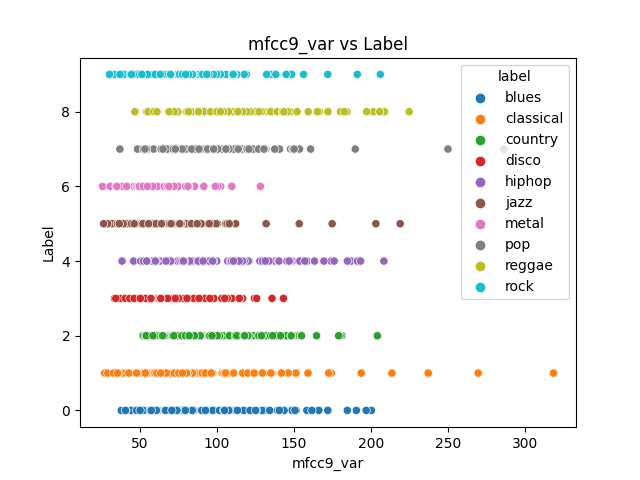 mfcc9_var vs Label
label
blues
classical
country
disco
hiphop
jazz
metal
pop
reggae
rock
8
6
4
2
0
Label
50
100
150
200
250
300
mfcc9_var